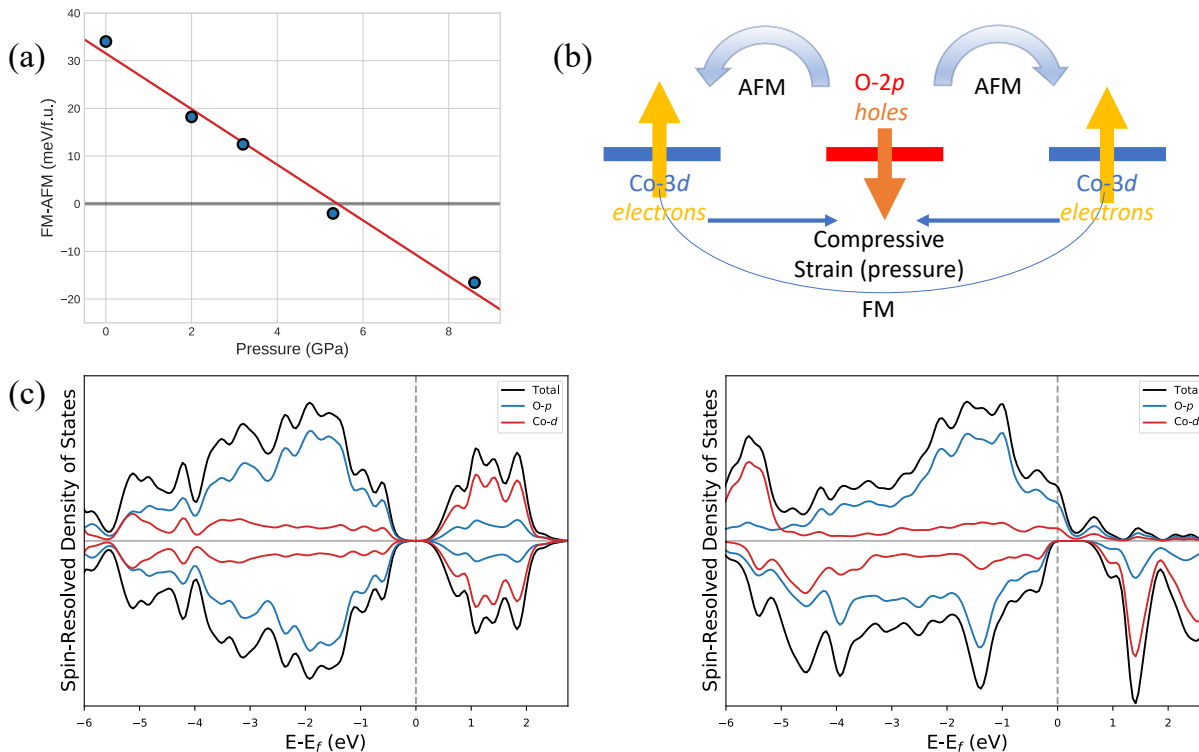 (a)
FM-AFM (meV/f.u.)
40
30
20
10
0
−10
−20
0 2 4 6 8
Pressure (GPa)
(b)
AFM O-2p AFM
holes
Co-3d Co-3d
electrons electrons
Compressive
Strain (pressure)
FM
(c)
Spin-Resolved Density of States
Total
O-p
Co-d
−6 −5 −4 −3 −2 −1 0 1 2
E-E_f (eV)
Spin-Resolved Density of States
Total
O-p
Co-d
−6 −5 −4 −3 −2 −1 0 1 2
E-E_f (eV)